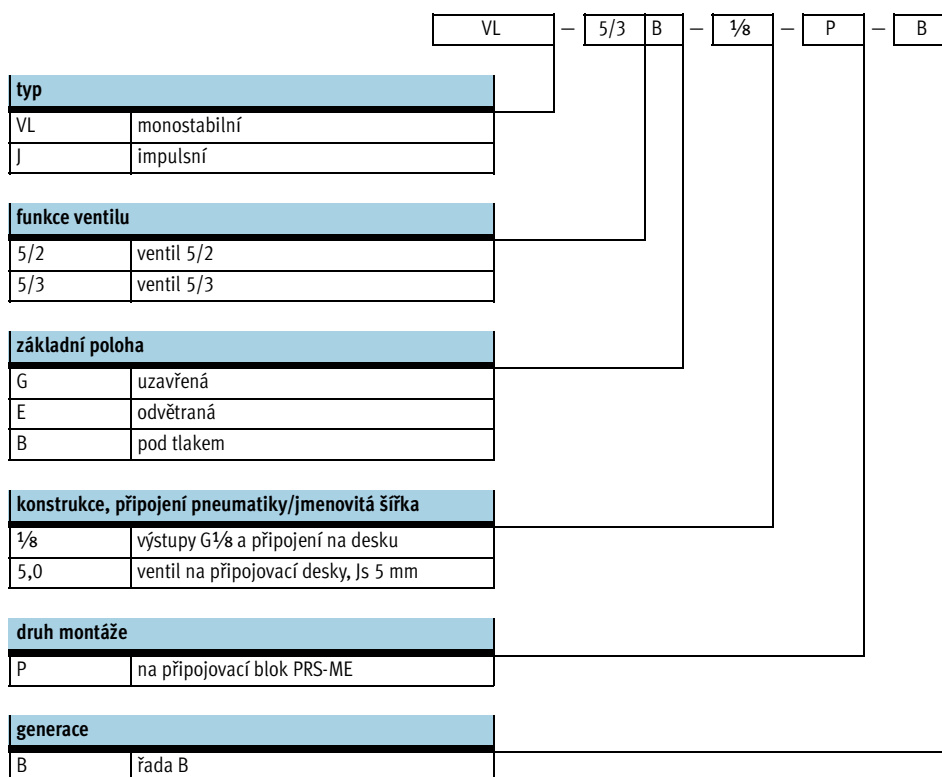 VL – 5/3 B – ⅛ – P – B
typ
VL monostabilní
J impulsní
funkce ventilu
5/2 ventil 5/2
5/3 ventil 5/3
základní poloha
G uzavřená
E odvětraná
B pod tlakem
konstrukce, připojení pneumatiky/jmenovitá šířka
⅛ výstupy G⅛ a připojení na desku
5,0 ventil na připojovací desky, Js 5 mm
druh montáže
P na připojovací blok PRS-ME
generace
B řada B